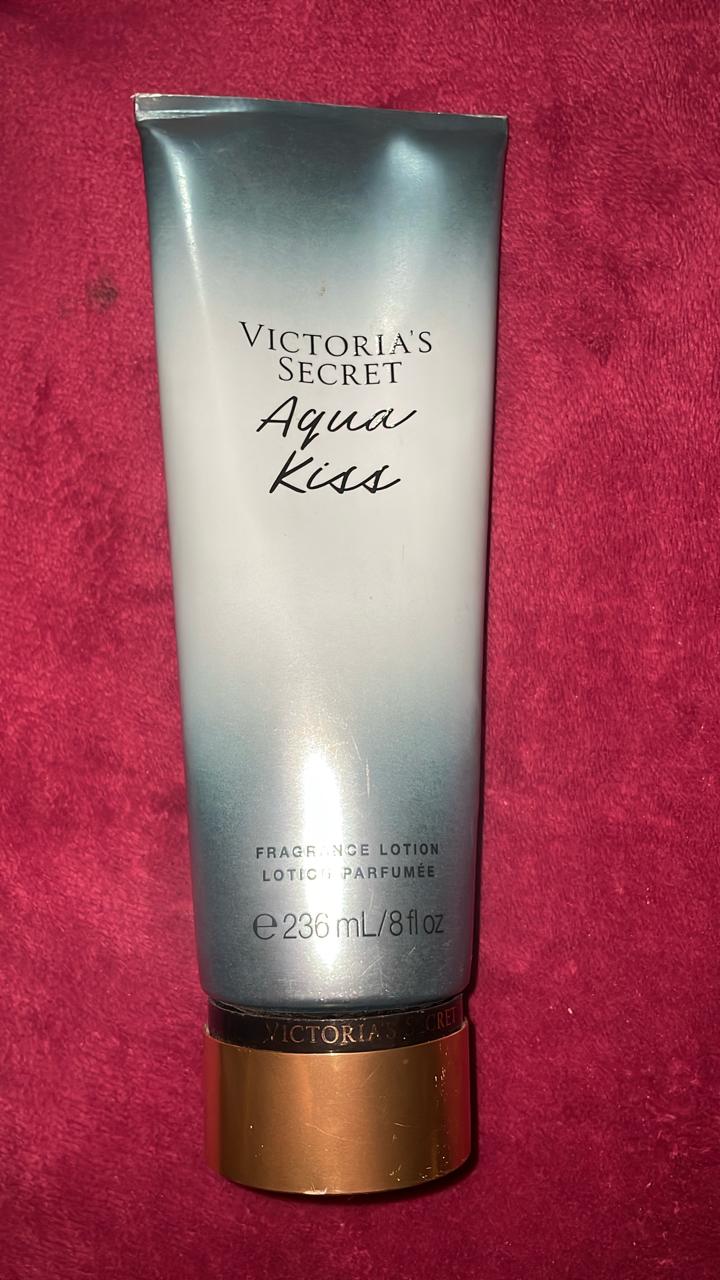 VICTORIA'S
SECRET
Aqua
Kiss
FRAGRANCE LOTION
LOTION PARFUMÉE
℮ 236 mL/8 fl oz
VICTORIA'S SECRET